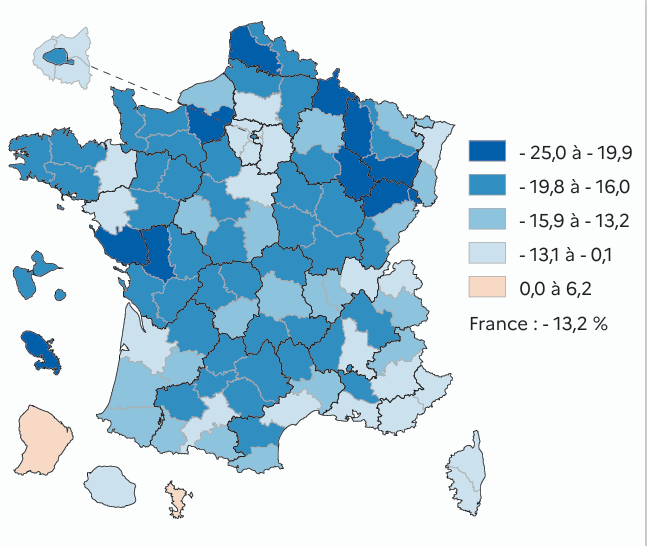 - 25,0 à - 19,9
- 19,8 à - 16,0
- 15,9 à - 13,2
- 13,1 à - 0,1
0,0 à 6,2
France : - 13,2 %